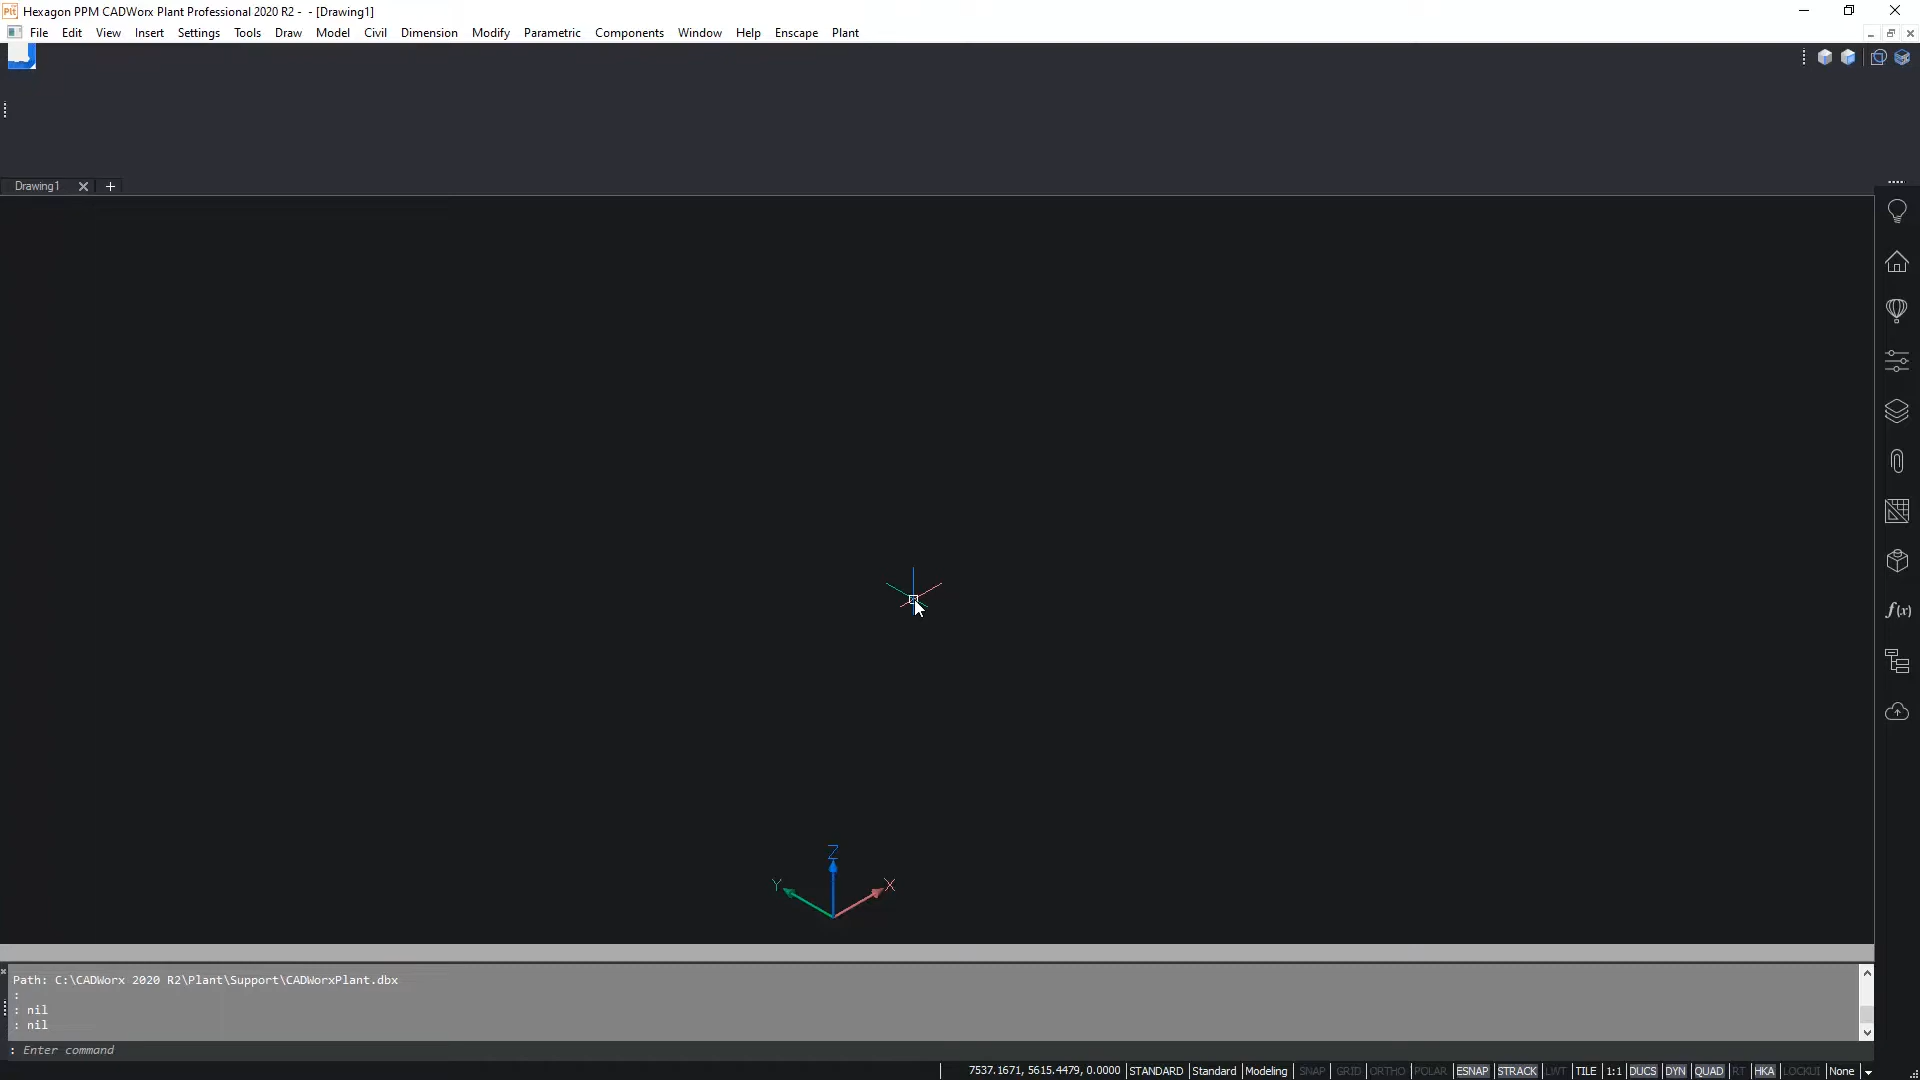 Plt Hexagon PPM CADWorx Plant Professional 2020 R2 - - [Drawing1]
File Edit View Insert Settings Tools Draw Model Civil Dimension Modify Parametric Components Window Help Enscape Plant
Drawing1
f(x)
Z
Y X
Path: C:\CADWorx 2020 R2\Plant\Support\CADWorxPlant.dbx
:
: nil
: nil
: Enter command
7537.1671, 5615.4479, 0.0000 STANDARD Standard Modeling SNAP GRID ORTHO POLAR ESNAP STRACK LWT TILE 1:1 DUCS DYN QUAD RT HKA LOCKUI None